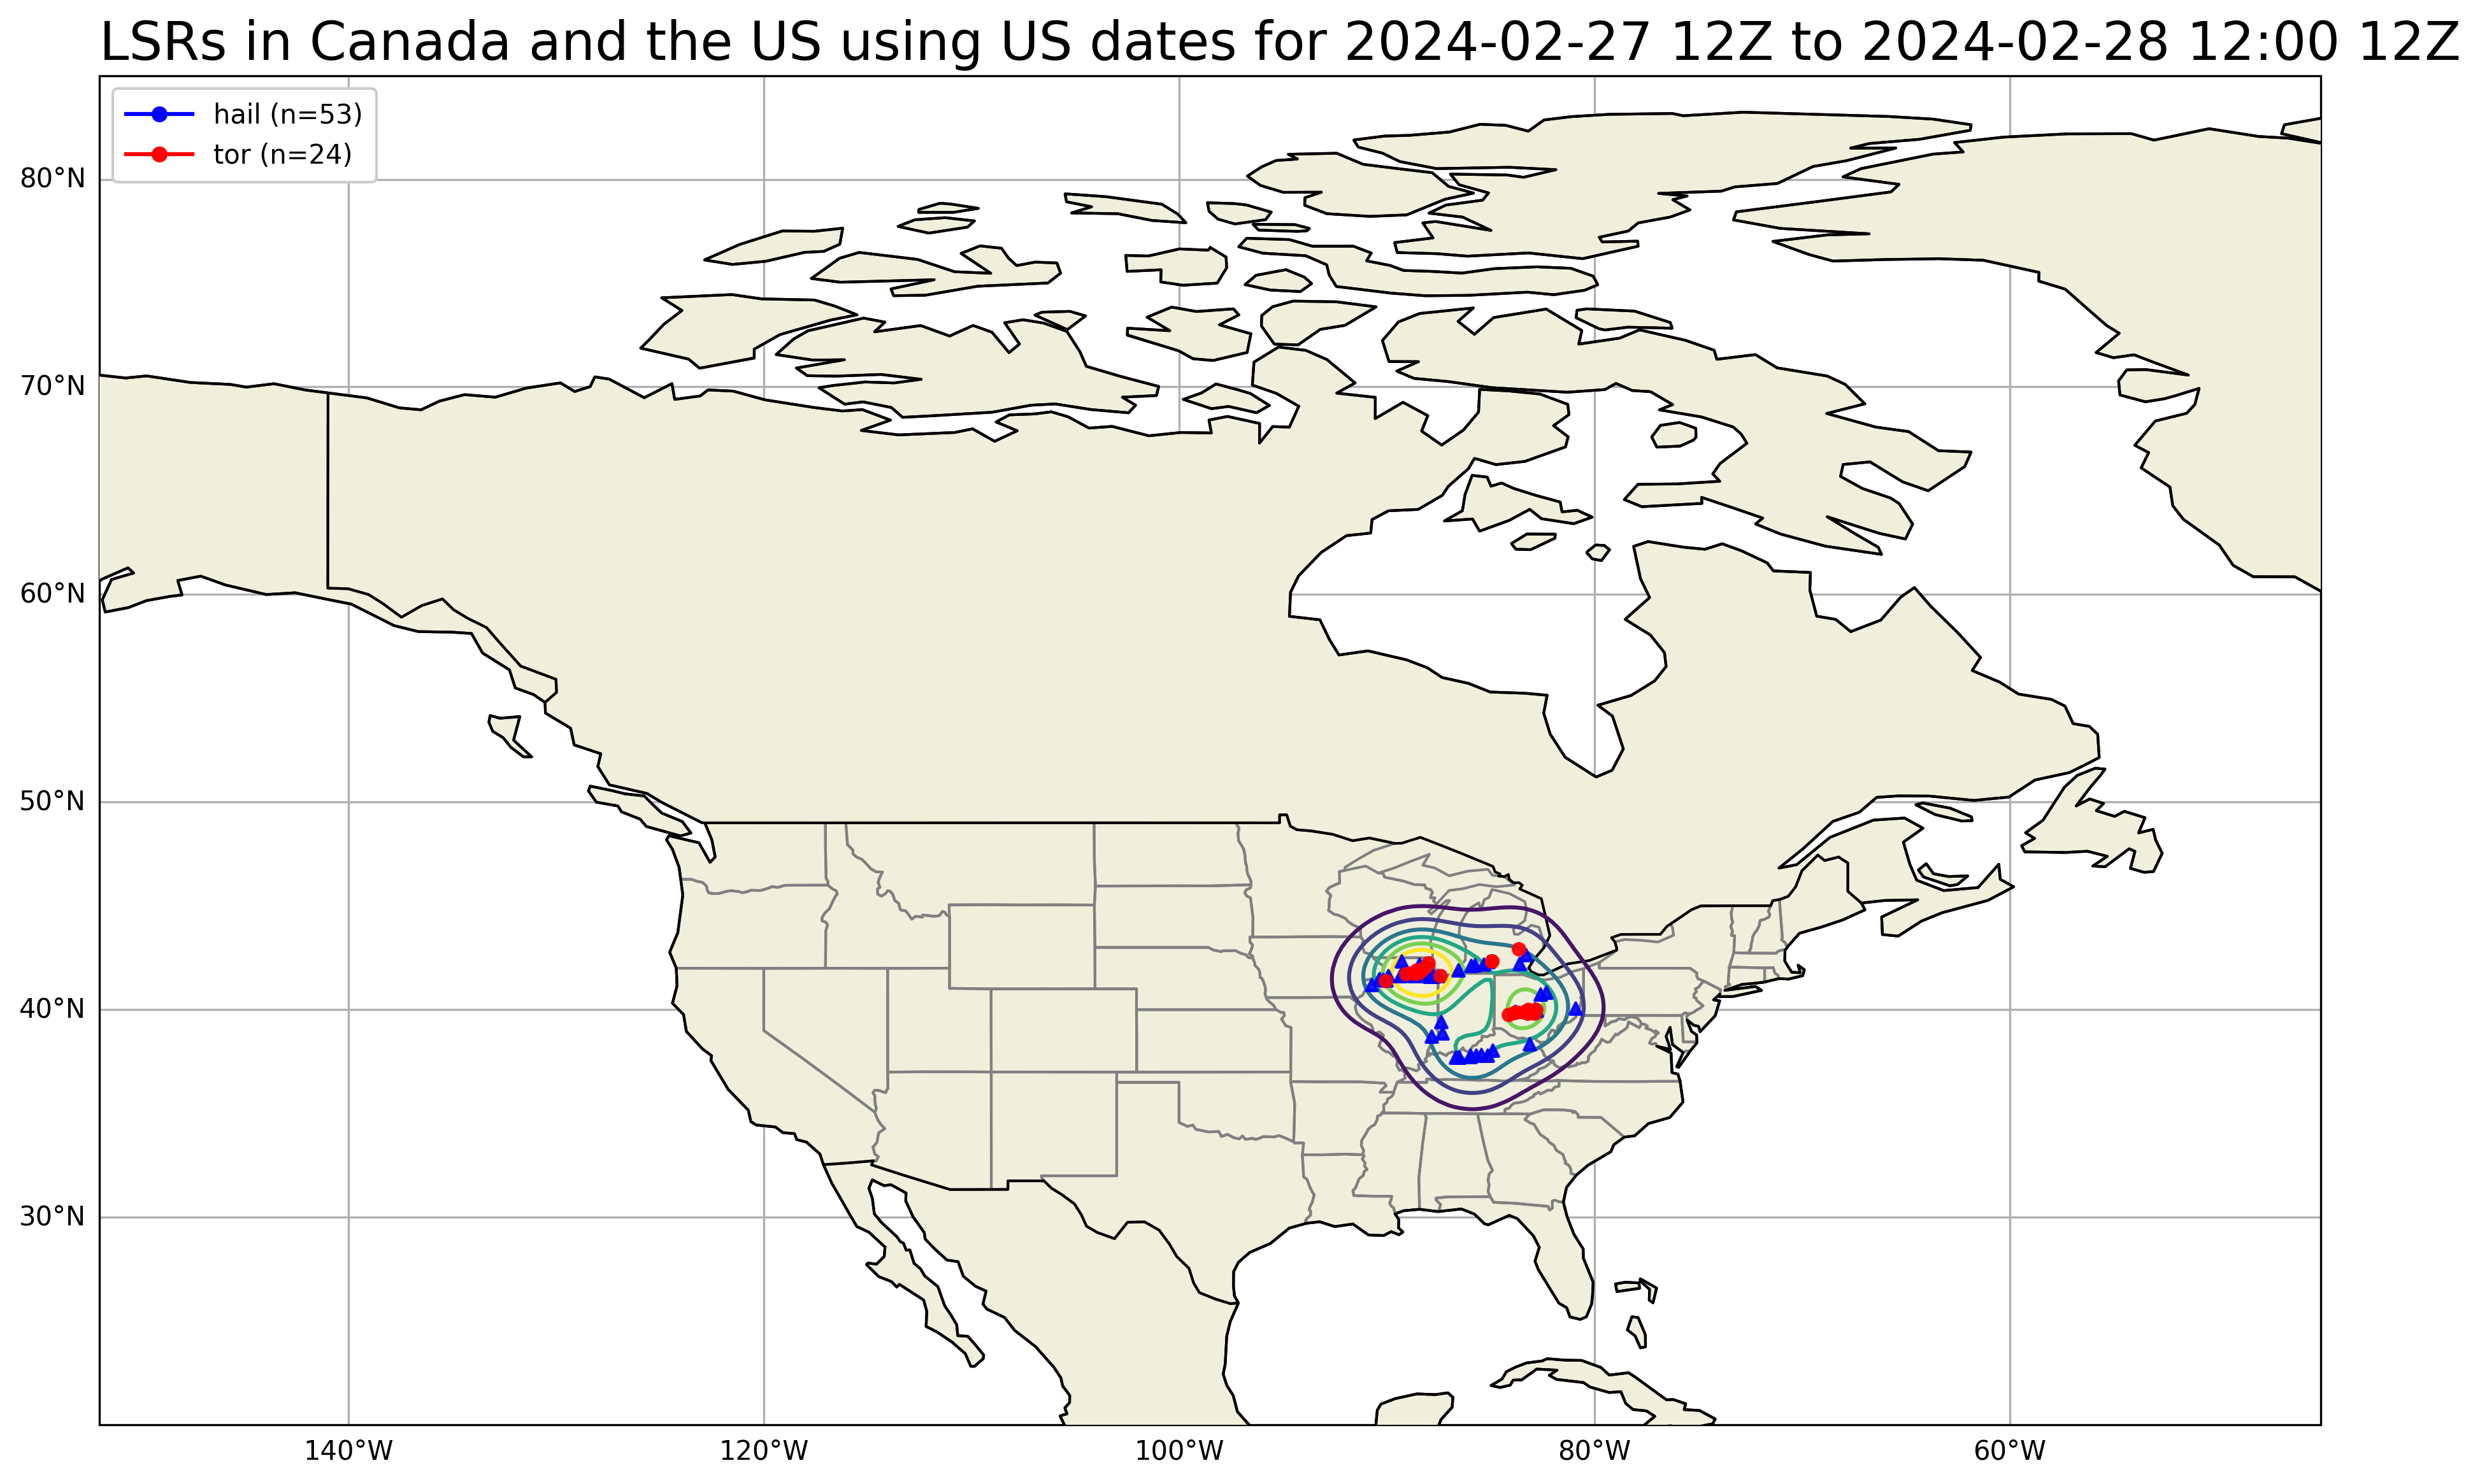 LSRs in Canada and the US using US dates for 2024-02-27 12Z to 2024-02-28 12:00 12Z
hail (n=53)
tor (n=24)
80°N
70°N
60°N
50°N
40°N
30°N
140°W 120°W 100°W 80°W 60°W